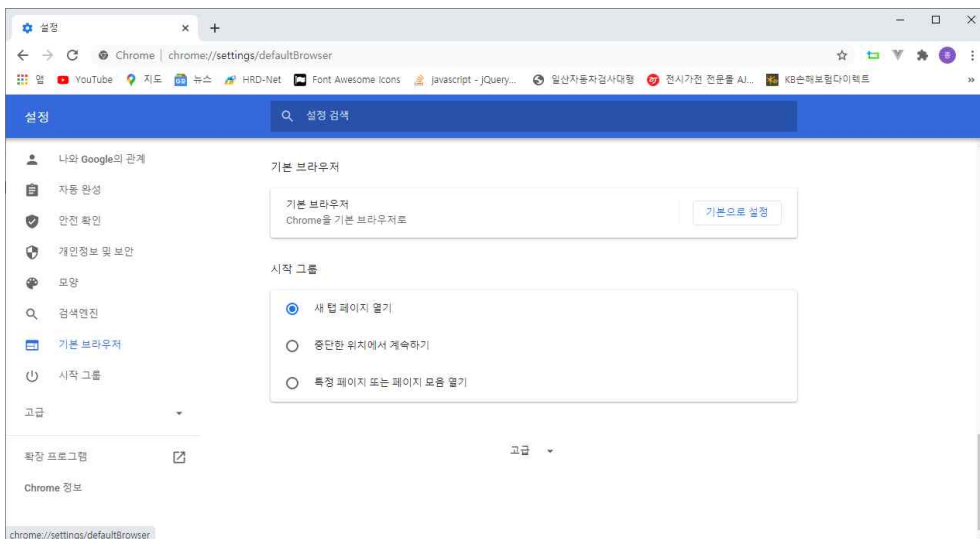 설정
Chrome | chrome://settings/defaultBrowser
종
앱 YouTube 지도 GD 뉴스 HRD-Net Font Awesome Icons javascript - jQuery... 일산자동차검사대행 전시가전 전문몰 AJ... KB손해보험다이렉트 »
설정
설정 검색
나와 Google의 관계
자동 완성
안전 확인
개인정보 및 보안
모양
검색엔진
기본 브라우저
시작 그룹
고급
확장 프로그램
Chrome 정보
기본 브라우저
기본 브라우저
Chrome을 기본 브라우저로
기본으로 설정
시작 그룹
새 탭 페이지 열기
중단한 위치에서 계속하기
특정 페이지 또는 페이지 모음 열기
고급
chrome://settings/defaultBrowser